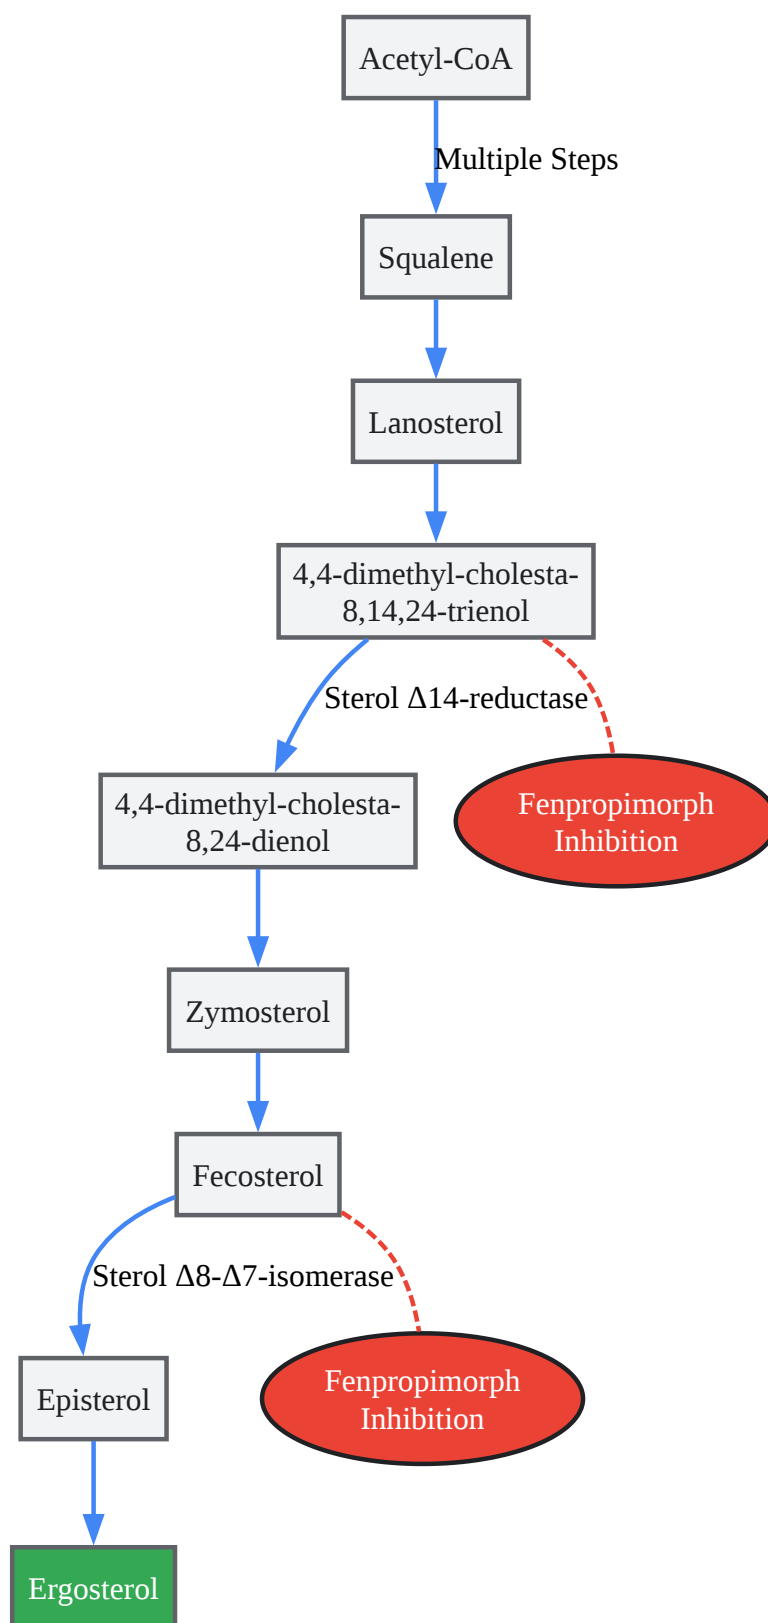 Acetyl-CoA
Multiple Steps
Squalene
Lanosterol
4,4-dimethyl-cholesta-
8,14,24-trienol
Sterol Δ14-reductase
4,4-dimethyl-cholesta-
8,24-dienol
Fenpropimorph
Inhibition
Zymosterol
Fecosterol
Sterol Δ8-Δ7-isomerase
Episterol
Fenpropimorph
Inhibition
Ergosterol